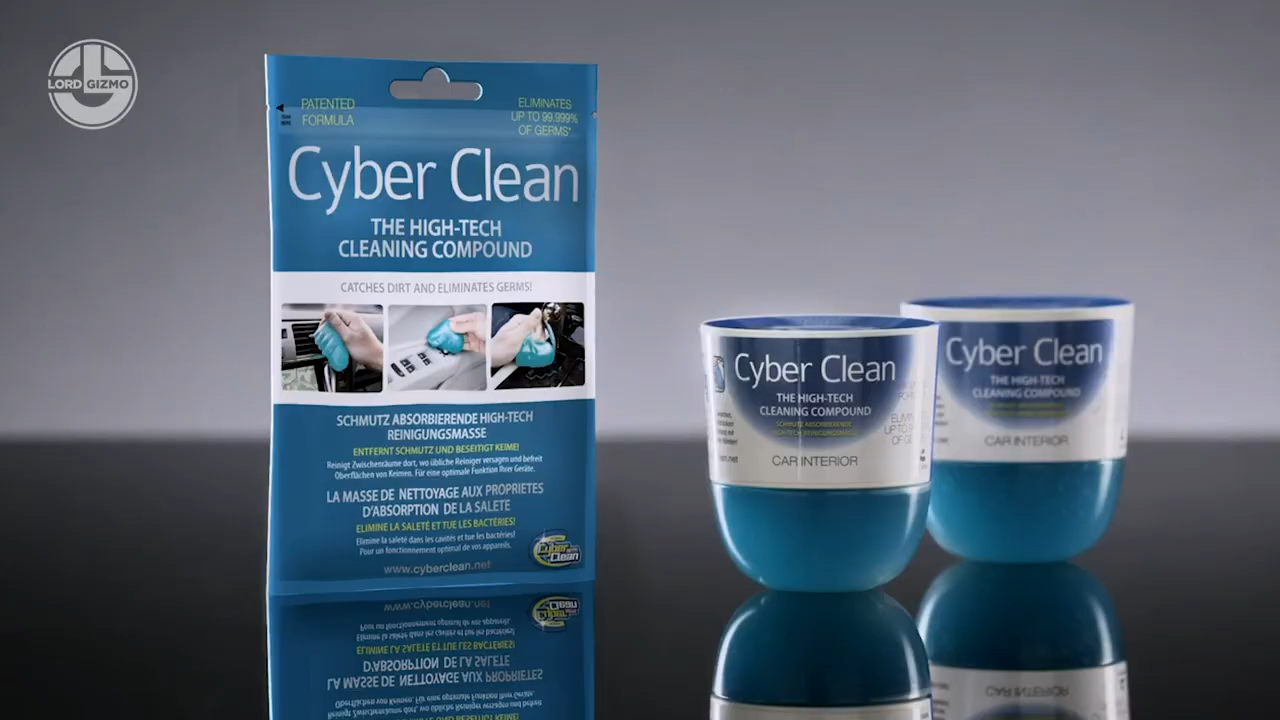 LORD GIZMO
PATENTED
FORMULA
ELIMINATES
UP TO 99.999%
OF GERMS*
Cyber Clean
THE HIGH-TECH
CLEANING COMPOUND
CATCHES DIRT AND ELIMINATES GERMS!
SCHMUTZ ABSORBIERENDE HIGH-TECH
REINIGUNGSMASSE
ENTFERNT SCHMUTZ UND BESEITIGT KEIME!
Reinigt Zwischenräume dort, wo übliche Reiniger versagen und befreit
Oberflächen von Keimen. Für eine optimale Funktion Ihrer Geräte.
LA MASSE DE NETTOYAGE AUX PROPRIETES
D'ABSORPTION DE LA SALETE
ELIMINE LA SALETÉ ET TUE LES BACTÉRIES!
Elimine la saleté dans les cavités et tue les bactéries!
Pour un fonctionnement optimal de vos appareils.
www.cyberclean.net
Cyber
Clean
Cyber Clean
THE HIGH-TECH
CLEANING COMPOUND
SCHMUTZ ABSORBIERENDE
HIGH-TECH REINIGUNGSMASSE
CAR INTERIOR
Cyber Clean
THE HIGH-TECH
CLEANING COMPOUND
CAR INTERIOR